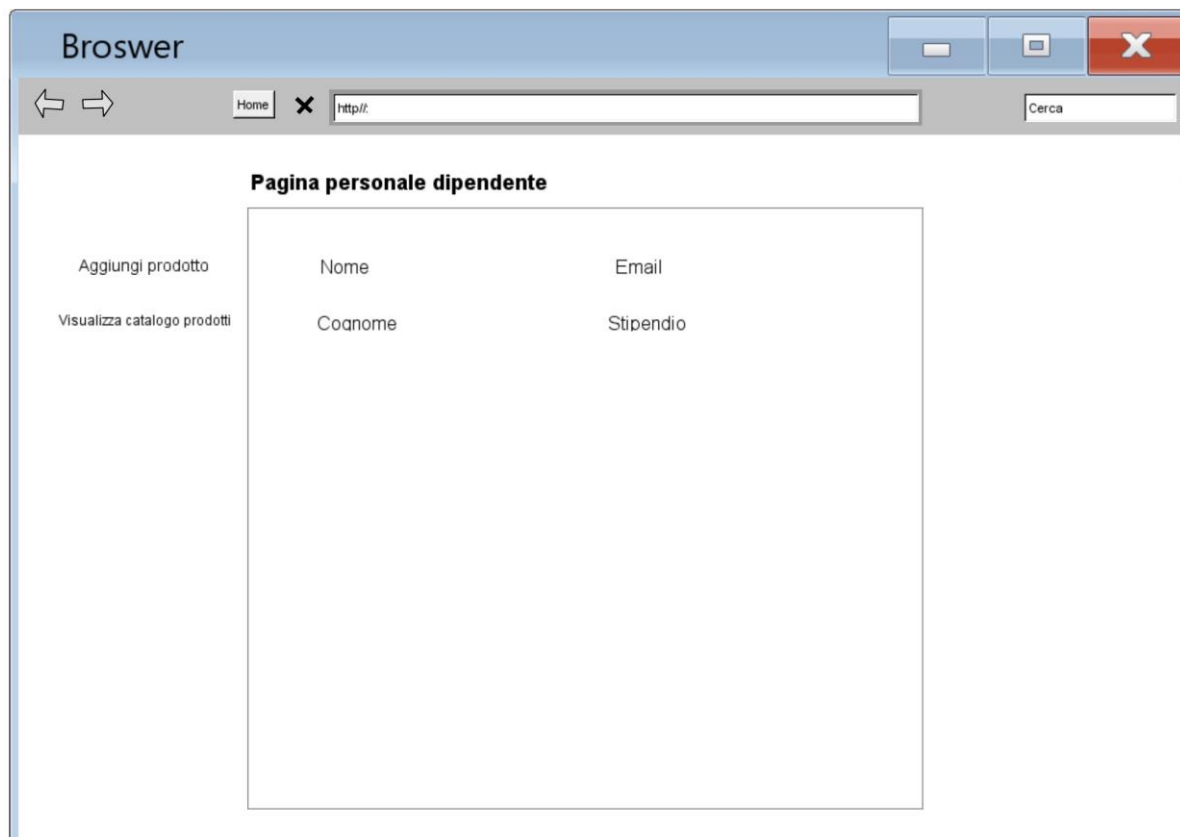 Broswer
Home http//: Cerca
Pagina personale dipendente
Aggiungi prodotto Nome Email
Visualizza catalogo prodotti Cognome Stipendio